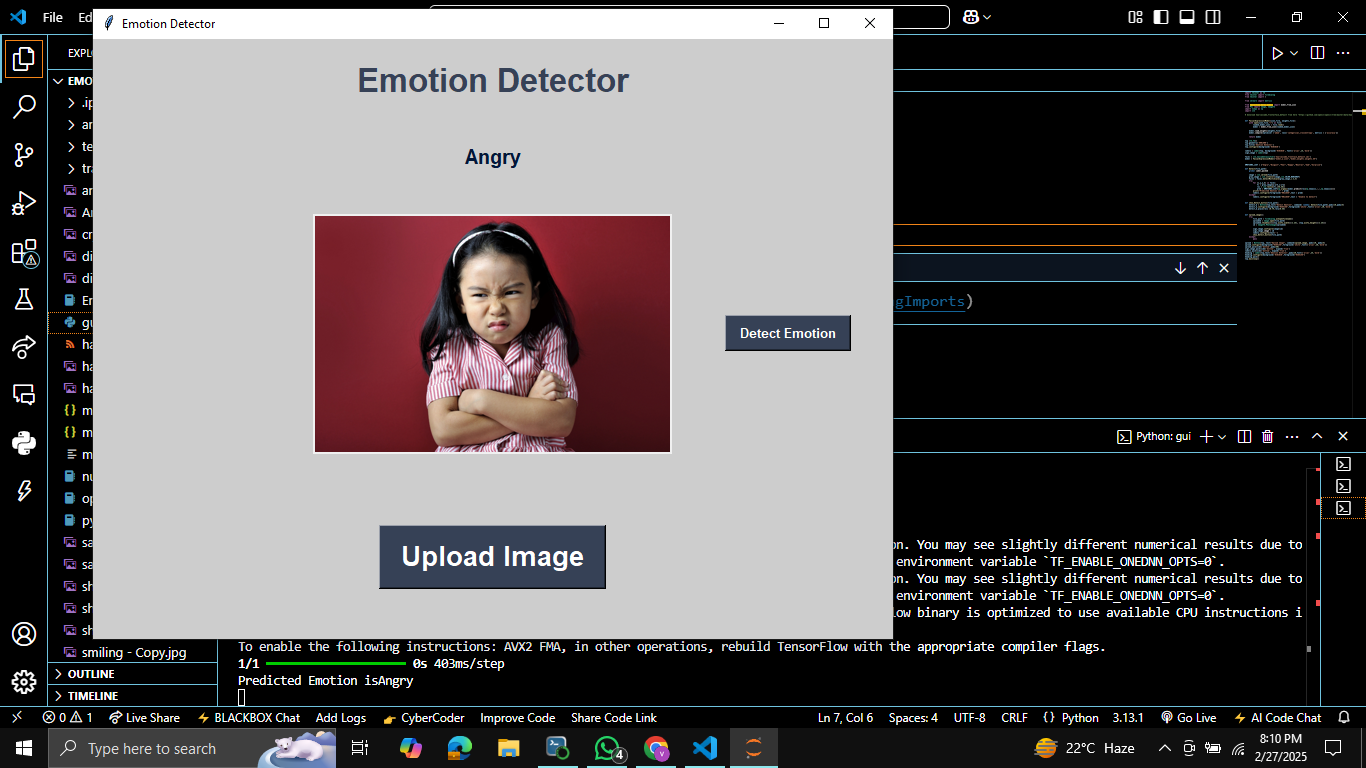 File
Ed
Emotion Detector
EXPL
EMO
.ip
ar
te
tra
ar
Ar
cr
di
di
Er
gu
ha
ha
ha
m
m
m
nu
op
py
sa
sa
sh
sh
sh
smiling - Copy.jpg
OUTLINE
TIMELINE
Emotion Detector
Angry
Detect Emotion
Upload Image
ngImports)
Python: gui
on. You may see slightly different numerical results due to
environment variable `TF_ENABLE_ONEDNN_OPTS=0`.
on. You may see slightly different numerical results due to
environment variable `TF_ENABLE_ONEDNN_OPTS=0`.
low binary is optimized to use available CPU instructions i
To enable the following instructions: AVX2 FMA, in other operations, rebuild TensorFlow with the appropriate compiler flags.
1/1 0s 403ms/step
Predicted Emotion isAngry
0 1 Live Share BLACKBOX Chat Add Logs CyberCoder Improve Code Share Code Link Ln 7, Col 6 Spaces: 4 UTF-8 CRLF {} Python 3.13.1 Go Live AI Code Chat
Type here to search
4
22°C Haze
8:10 PM
2/27/2025